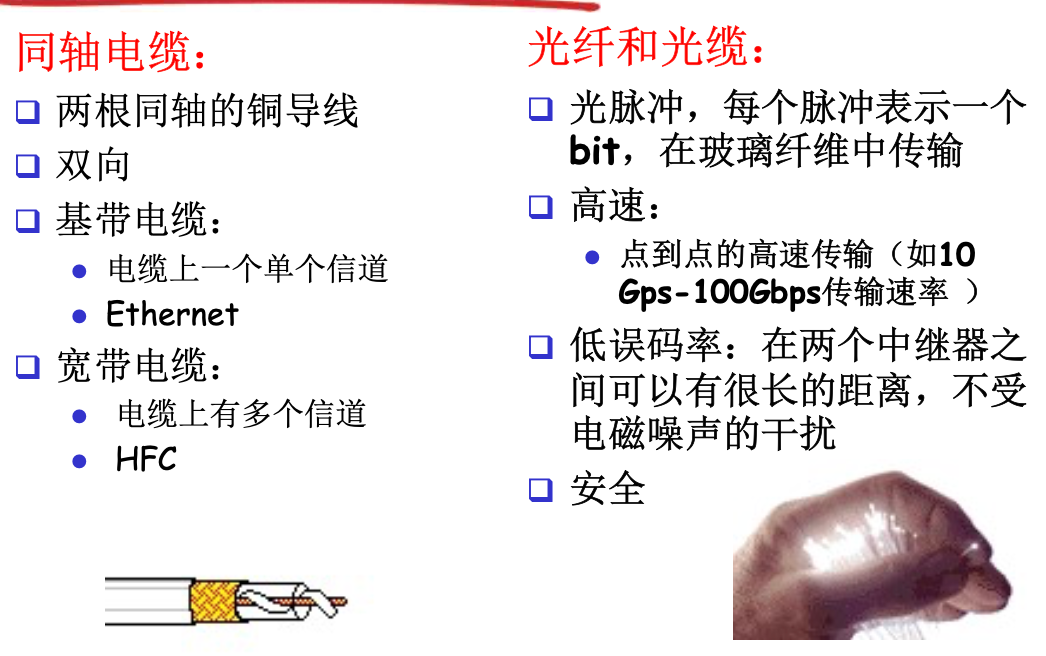 同轴电缆：
两根同轴的铜导线
双向
基带电缆：
电缆上一个单个信道
Ethernet
宽带电缆：
电缆上有多个信道
HFC
光纤和光缆：
光脉冲，每个脉冲表示一个
bit，在玻璃纤维中传输
高速：
点到点的高速传输（如10
Gps-100Gbps传输速率 ）
低误码率：在两个中继器之
间可以有很长的距离，不受
电磁噪声的干扰
安全